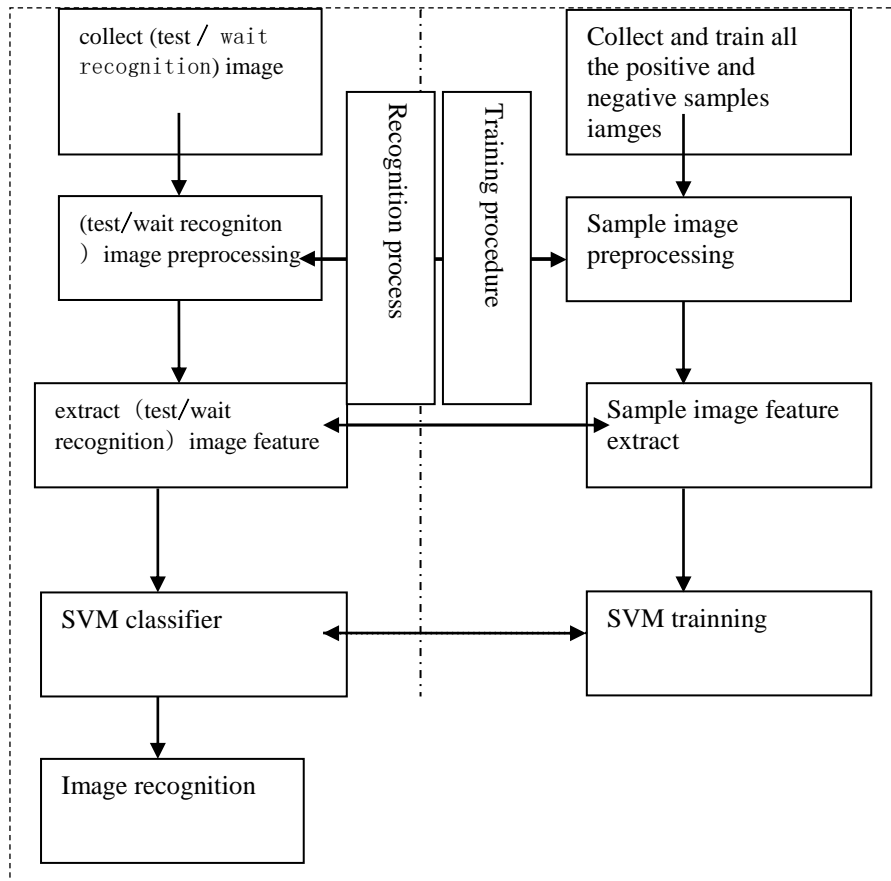 collect (test / wait
recognition) image
Collect and train all
the positive and
negative samples
iamges
Recognition process
Training procedure
(test/wait recogniton
）image preprocessing
Sample image
preprocessing
extract（test/wait
recognition）image feature
Sample image feature
extract
SVM classifier
SVM trainning
Image recognition